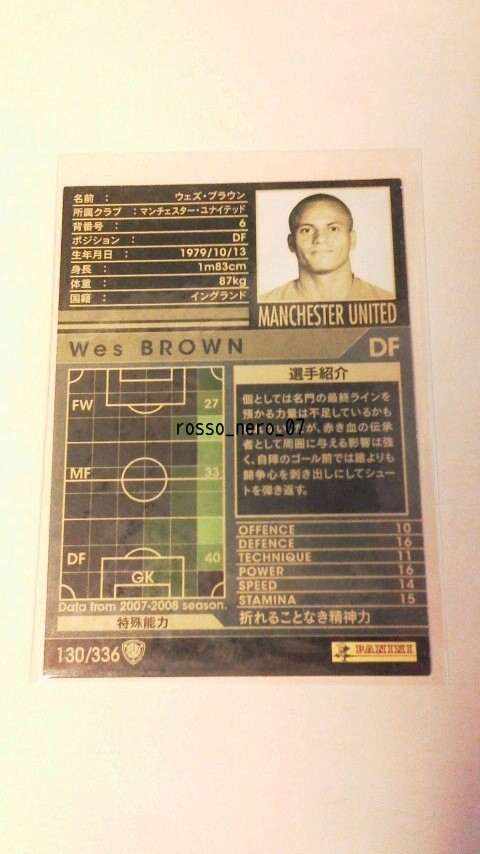 名前 : ウェズ・ブラウン
所属クラブ : マンチェスター・ユナイテッド
背番号 : 6
ポジション : DF
生年月日 : 1979/10/13
身長 : 1m83cm
体重 : 87kg
国籍 : イングランド
MANCHESTER UNITED
Wes BROWN DF
FW 27
MF 33
DF 40
GK
Data from 2007-2008 season.
特殊能力
選手紹介
個としては名門の最終ラインを
預かる力量は不足しているかも
しれないが、赤き血の伝承
者として周囲に与える影響は強
く、自陣のゴール前では誰よりも
闘争心を剥き出しにしてシュー
トを弾き返す。
rosso_nero_07
OFFENCE 10
DEFENCE 16
TECHNIQUE 11
POWER 16
SPEED 14
STAMINA 15
折れることなき精神力
130/336
PANINI